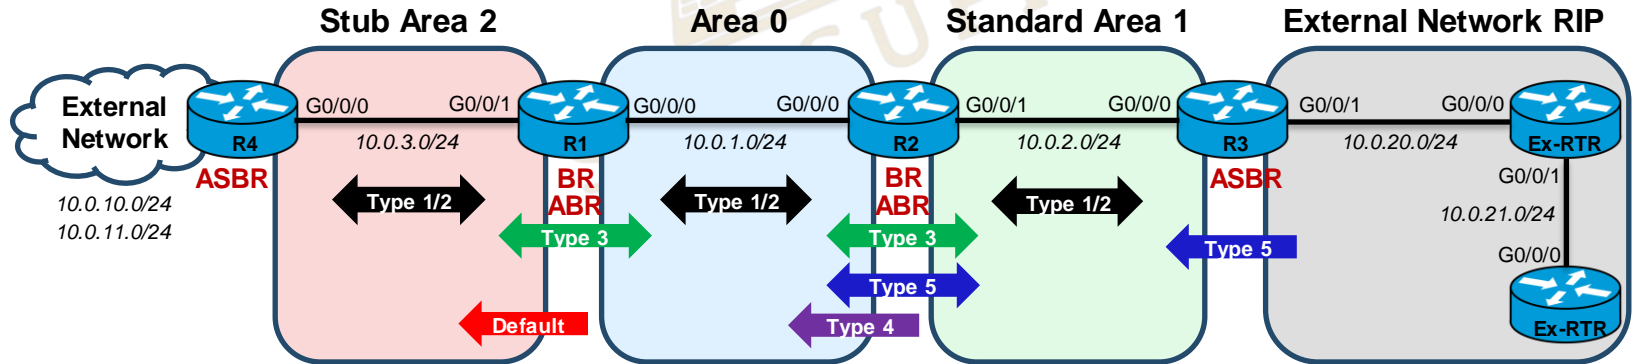 Stub Area 2
Area 0
Standard Area 1
External Network RIP
External
Network
10.0.10.0/24
10.0.11.0/24
R4
ASBR
G0/0/0
G0/0/1
10.0.3.0/24
R1
BR
ABR
G0/0/0
G0/0/0
10.0.1.0/24
R2
BR
ABR
G0/0/1
G0/0/0
10.0.2.0/24
R3
ASBR
G0/0/1
G0/0/0
10.0.20.0/24
Ex-RTR
G0/0/1
10.0.21.0/24
G0/0/0
Ex-RTR
Type 1/2
Type 1/2
Type 1/2
Type 3
Type 3
Type 5
Type 5
Default
Type 4